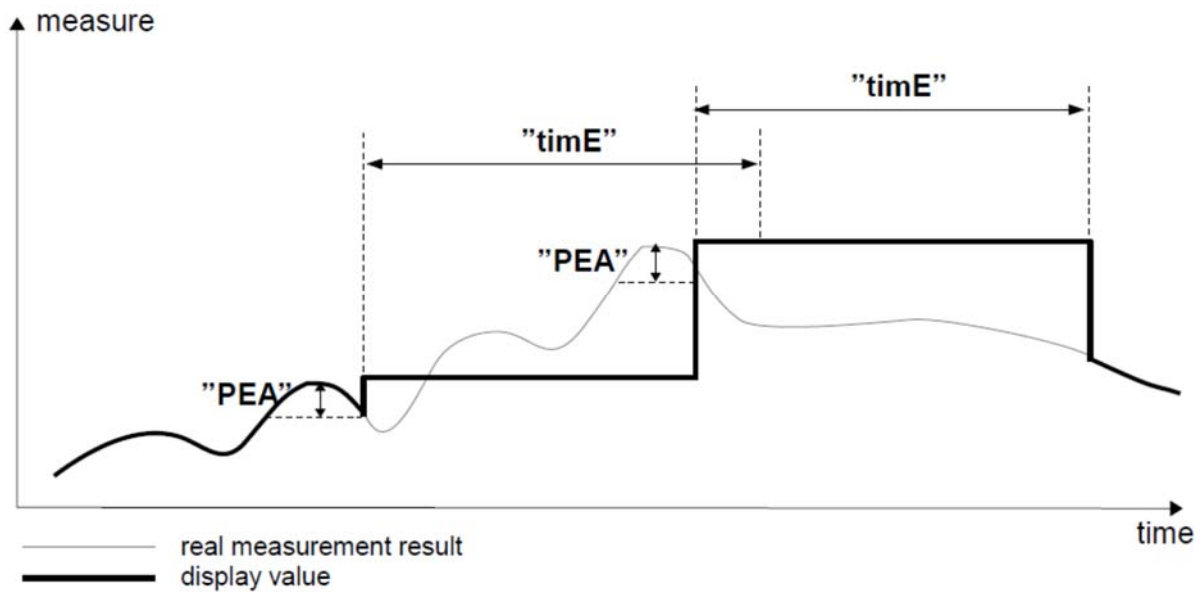 measure
”timE”
”timE”
”PEA”
”PEA”
time
real measurement result
display value